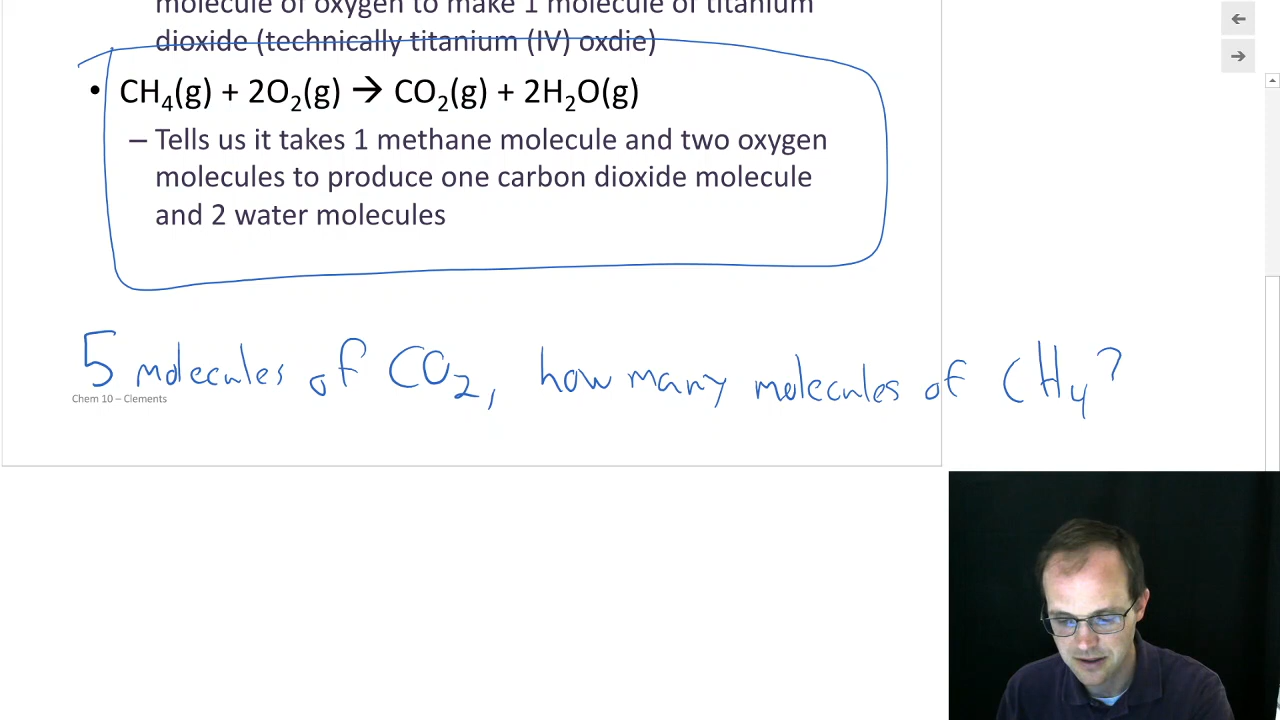 molecule of oxygen to make 1 molecule of titanium
dioxide (technically titanium (IV) oxdie)
• CH₄(g) + 2O₂(g) → CO₂(g) + 2H₂O(g)
– Tells us it takes 1 methane molecule and two oxygen
molecules to produce one carbon dioxide molecule
and 2 water molecules
5 molecules of CO₂, how many molecules of CH₄?
Chem 10 – Clements